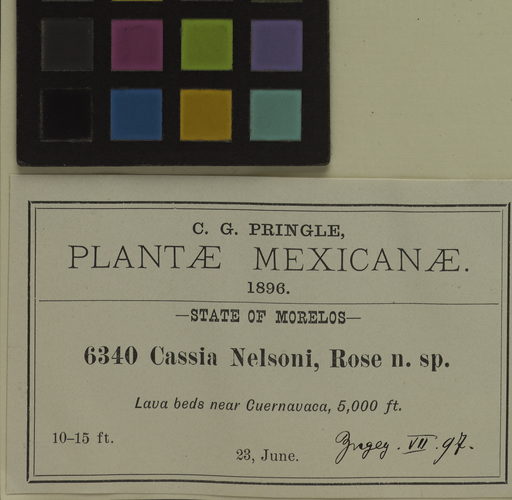 C. G. PRINGLE,
PLANTÆ MEXICANÆ.
1896.
—STATE OF MORELOS—
6340 Cassia Nelsoni, Rose n. sp.
Lava beds near Cuernavaca, 5,000 ft.
10–15 ft.
23, June.
VII. 97.